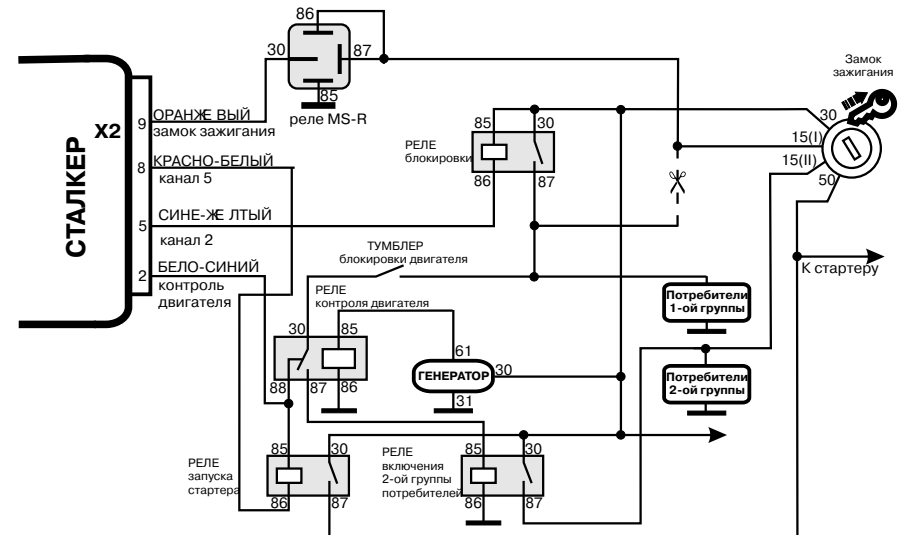 86
30
87
85
реле MS-R
Замок
зажигания
СТАЛКЕР
X2
9
ОРАНЖЕ ВЫЙ
замок зажигания
8
КРАСНО-БЕЛЫЙ
канал 5
5
СИНЕ-ЖЕ ЛТЫЙ
канал 2
2
БЕЛО-СИНИЙ
контроль
двигателя
РЕЛЕ
блокировки
85
30
86
87
30
15(I)
15(II)
50
К стартеру
ТУМБЛЕР
блокировки двигателя
РЕЛЕ
контроля двигателя
30
85
88
87
86
61
ГЕНЕРАТОР
30
31
Потребители
1-ой группы
Потребители
2-ой группы
РЕЛЕ
запуска
стартера
85
30
86
87
РЕЛЕ
включения
2-ой группы
потребителей
85
30
86
87